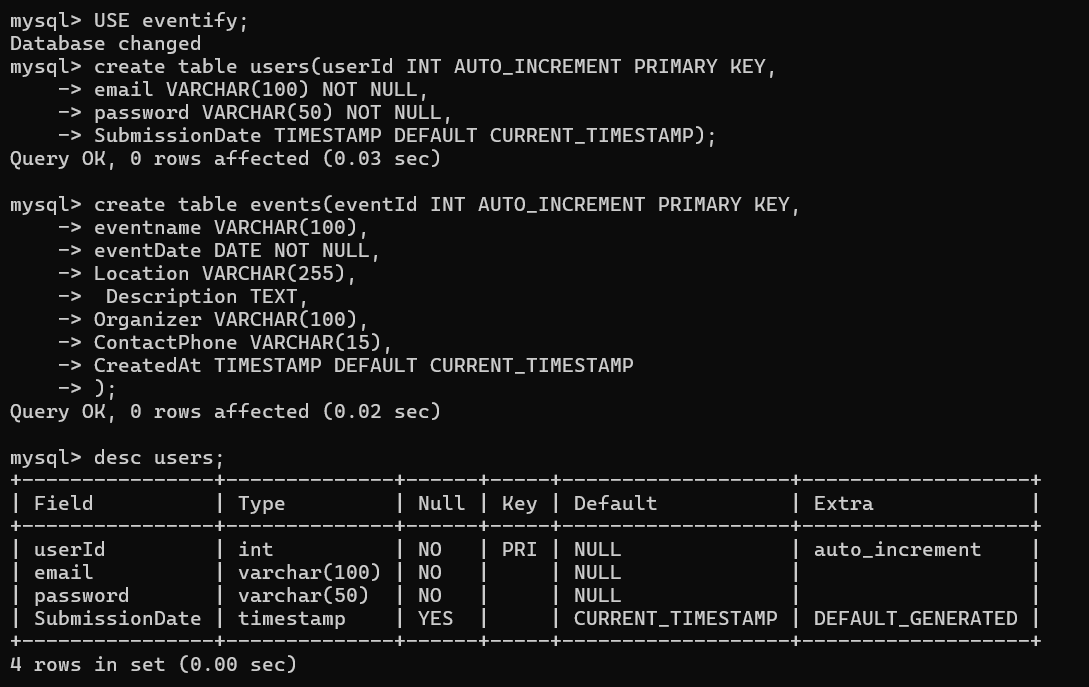 mysql> USE eventify;
Database changed
mysql> create table users(userId INT AUTO_INCREMENT PRIMARY KEY,
    -> email VARCHAR(100) NOT NULL,
    -> password VARCHAR(50) NOT NULL,
    -> SubmissionDate TIMESTAMP DEFAULT CURRENT_TIMESTAMP);
Query OK, 0 rows affected (0.03 sec)

mysql> create table events(eventId INT AUTO_INCREMENT PRIMARY KEY,
    -> eventname VARCHAR(100),
    -> eventDate DATE NOT NULL,
    -> Location VARCHAR(255),
    ->  Description TEXT,
    -> Organizer VARCHAR(100),
    -> ContactPhone VARCHAR(15),
    -> CreatedAt TIMESTAMP DEFAULT CURRENT_TIMESTAMP
    -> );
Query OK, 0 rows affected (0.02 sec)

mysql> desc users;
+----------------+--------------+------+-----+-------------------+-------------------+
| Field          | Type         | Null | Key | Default           | Extra             |
+----------------+--------------+------+-----+-------------------+-------------------+
| userId         | int          | NO   | PRI | NULL              | auto_increment    |
| email          | varchar(100) | NO   |     | NULL              |                   |
| password       | varchar(50)  | NO   |     | NULL              |                   |
| SubmissionDate | timestamp    | YES  |     | CURRENT_TIMESTAMP | DEFAULT_GENERATED |
+----------------+--------------+------+-----+-------------------+-------------------+
4 rows in set (0.00 sec)